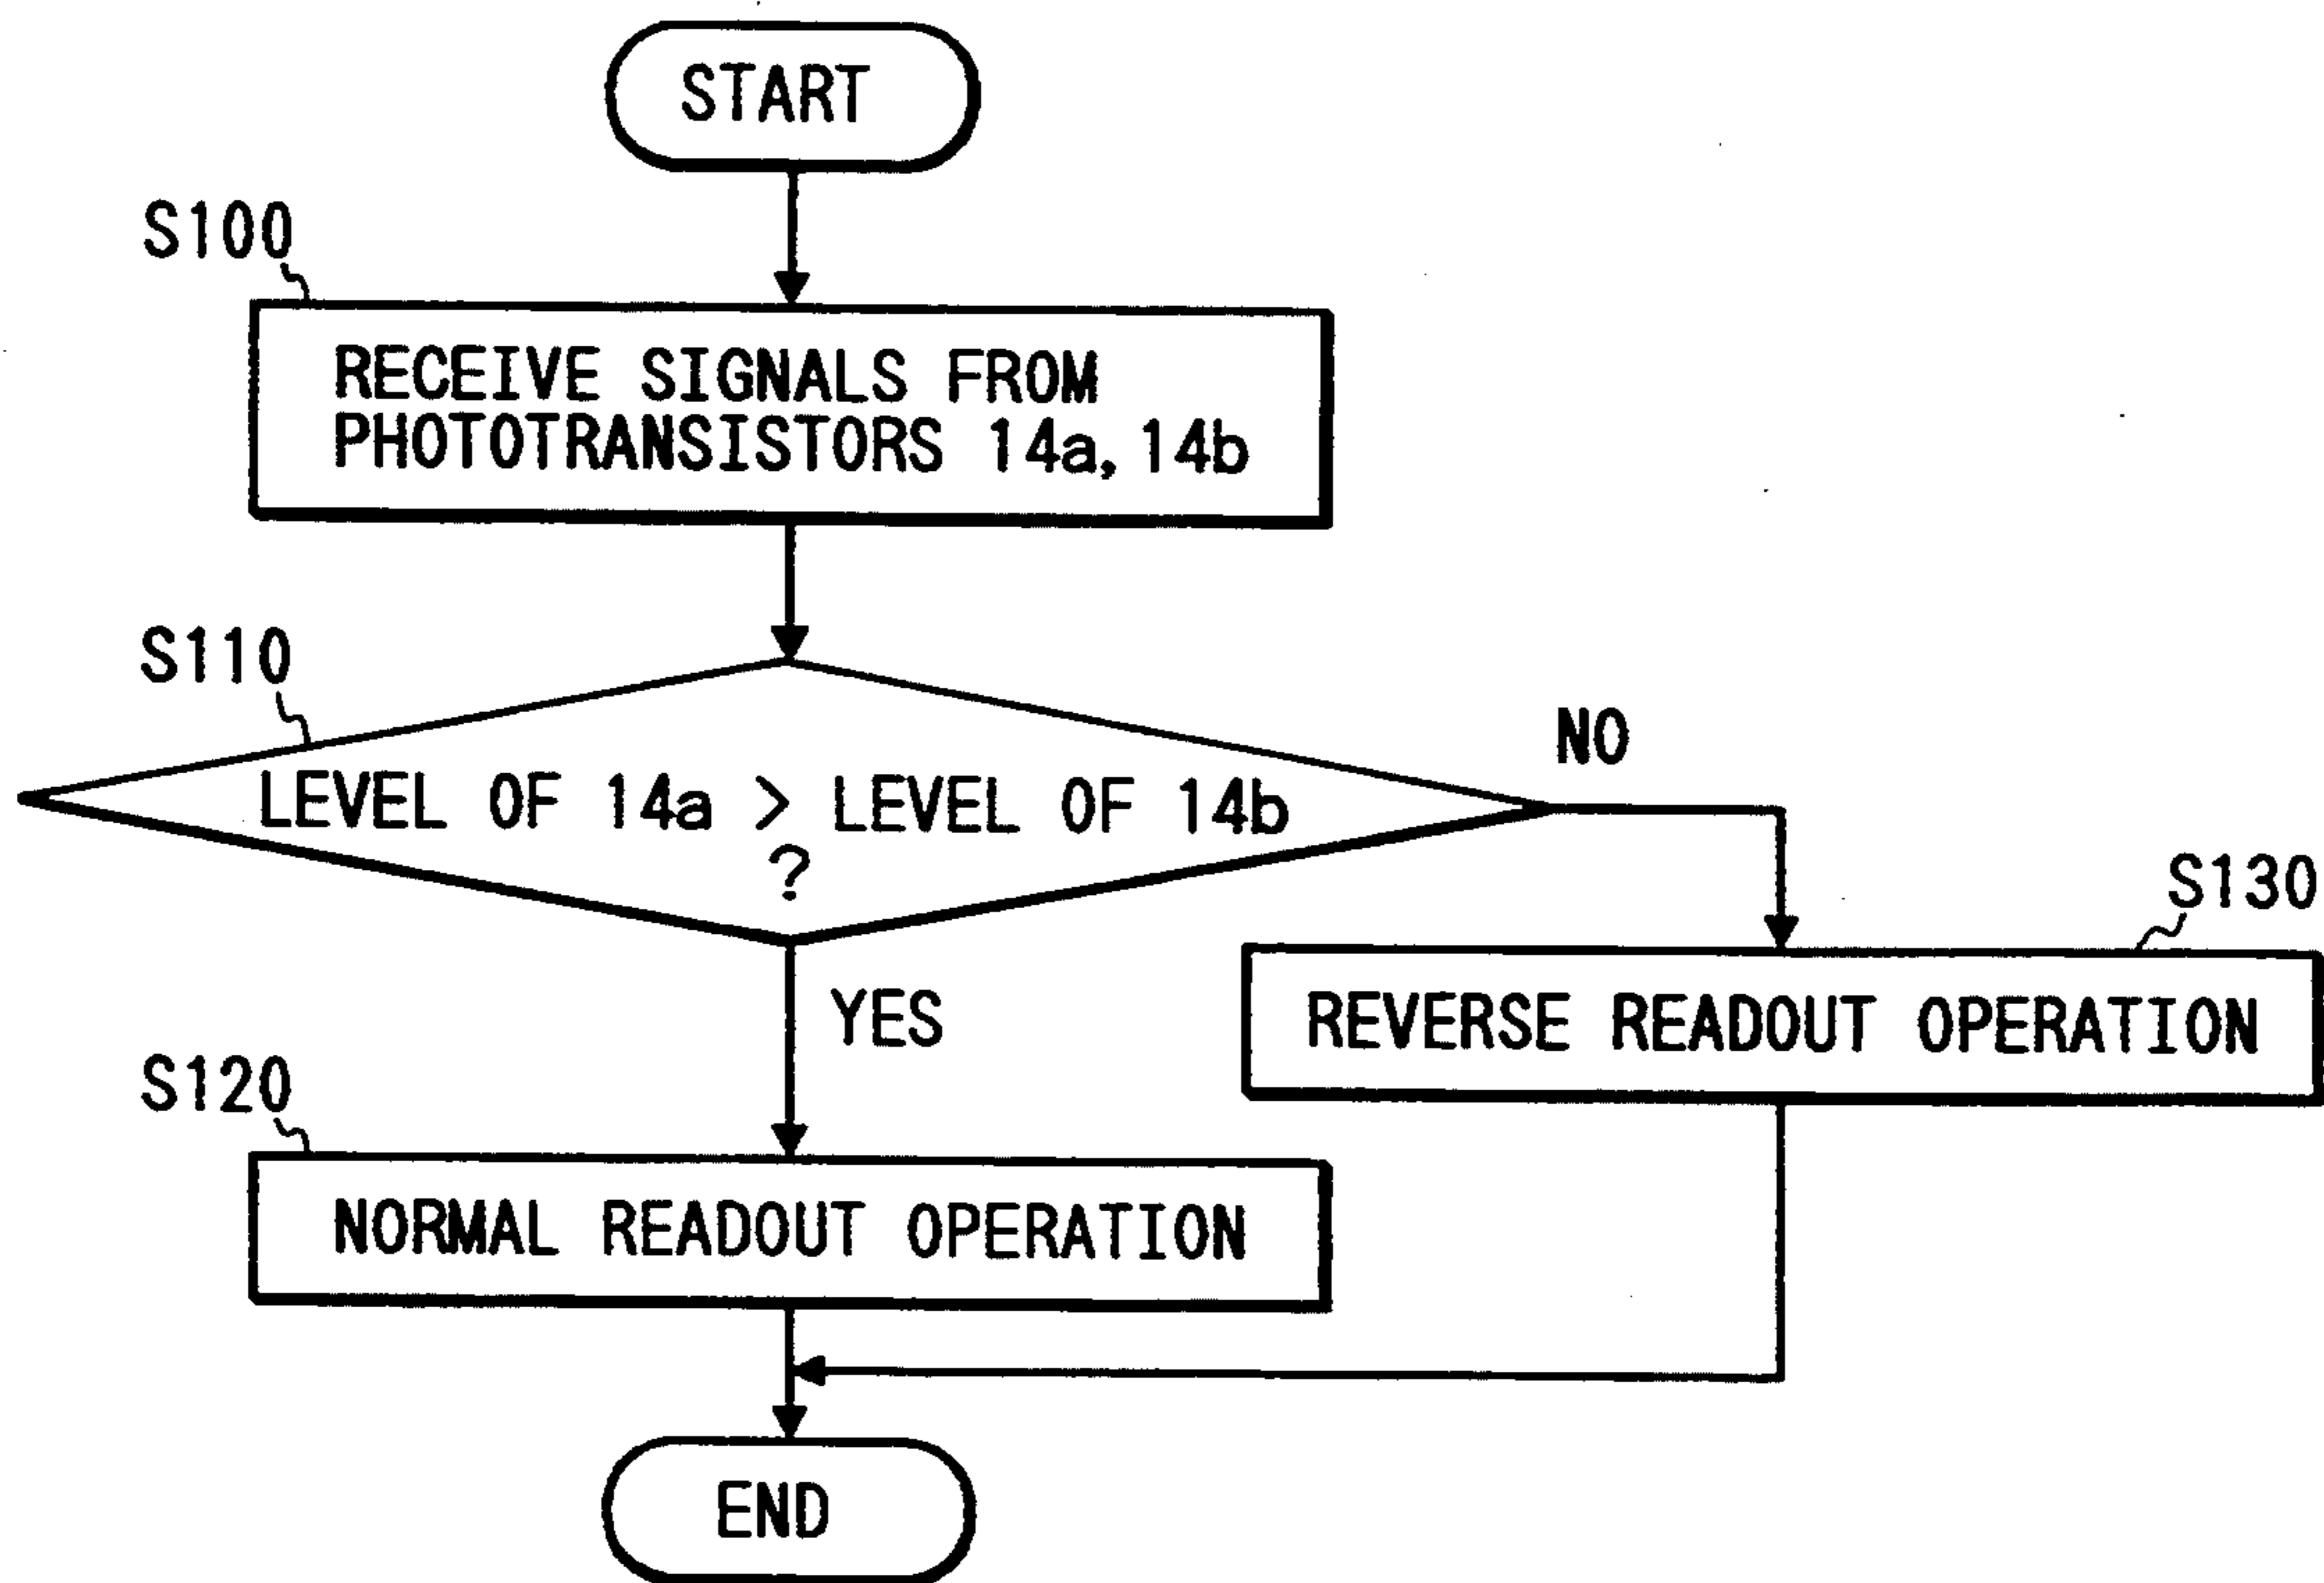 START
S100
RECEIVE SIGNALS FROM
PHOTOTRANSISTORS 14a, 14b
S110
LEVEL OF 14a > LEVEL OF 14b
?
NO
YES
S130
REVERSE READOUT OPERATION
S120
NORMAL READOUT OPERATION
END